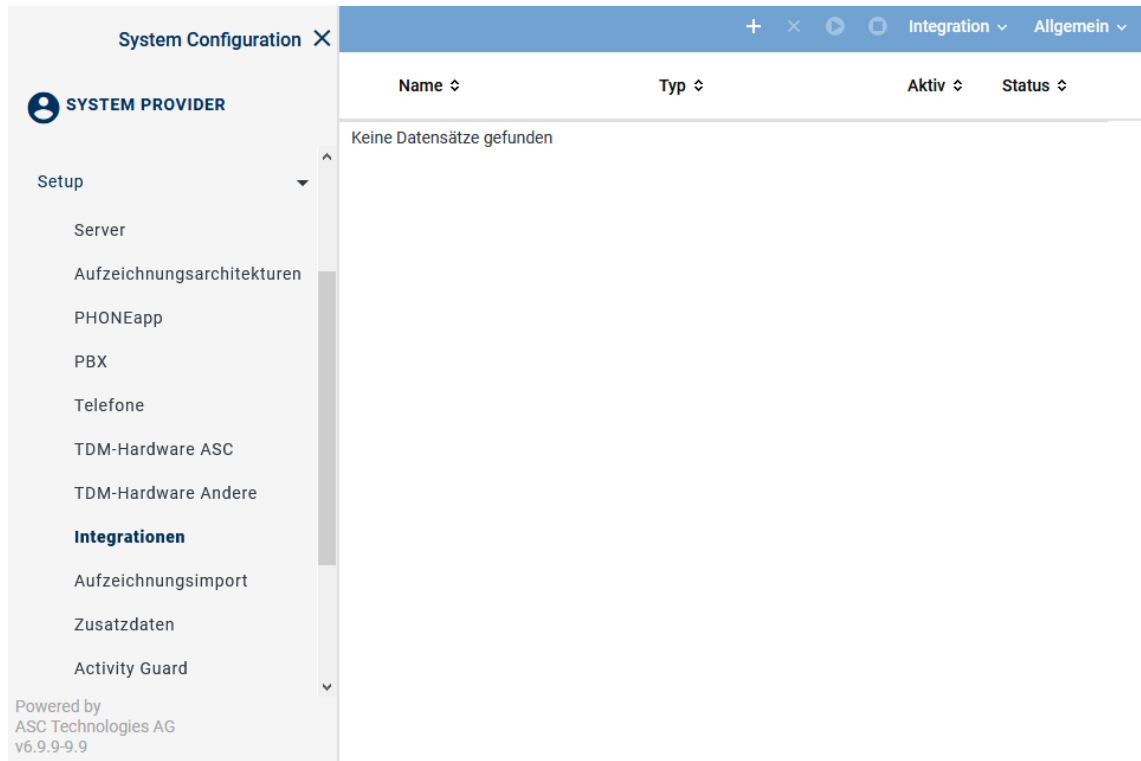 System Configuration
Integration
Allgemein
SYSTEM PROVIDER
Name
Typ
Aktiv
Status
Keine Datensätze gefunden
Setup
Server
Aufzeichnungsarchitekturen
PHONEapp
PBX
Telefone
TDM-Hardware ASC
TDM-Hardware Andere
Integrationen
Aufzeichnungsimport
Zusatzdaten
Activity Guard
Powered by
ASC Technologies AG
v6.9.9-9.9